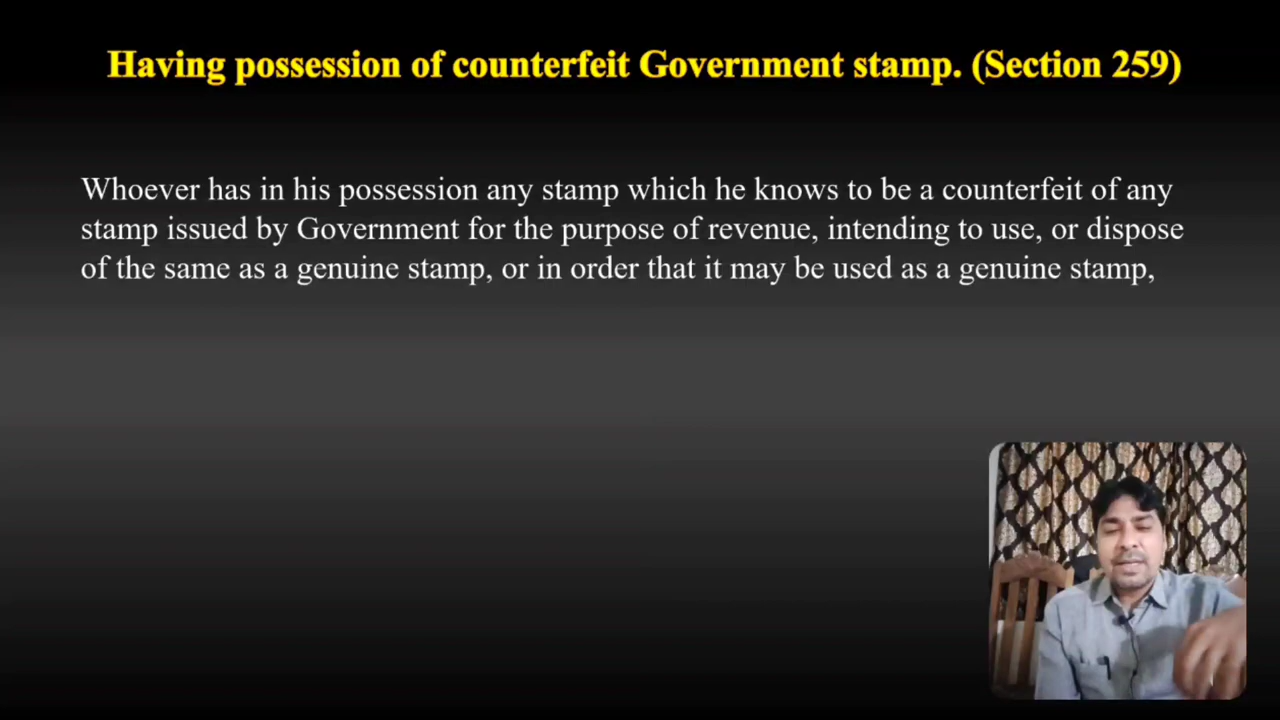 Having possession of counterfeit Government stamp. (Section 259)
Whoever has in his possession any stamp which he knows to be a counterfeit of any
stamp issued by Government for the purpose of revenue, intending to use, or dispose
of the same as a genuine stamp, or in order that it may be used as a genuine stamp,